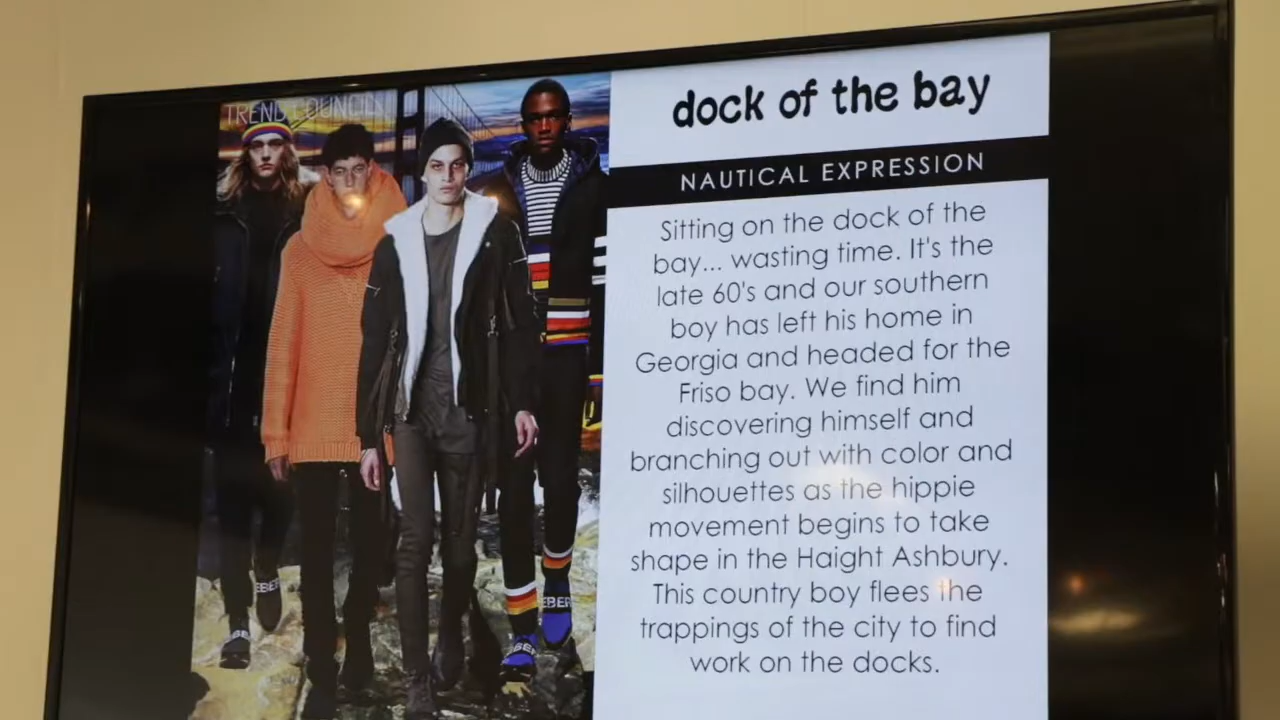 TREND COUNCIL
dock of the bay
NAUTICAL EXPRESSION
Sitting on the dock of the
bay... wasting time. It's the
late 60's and our southern
boy has left his home in
Georgia and headed for the
Friso bay. We find him
discovering himself and
branching out with color and
silhouettes as the hippie
movement begins to take
shape in the Haight Ashbury.
This country boy flees the
trappings of the city to find
work on the docks.